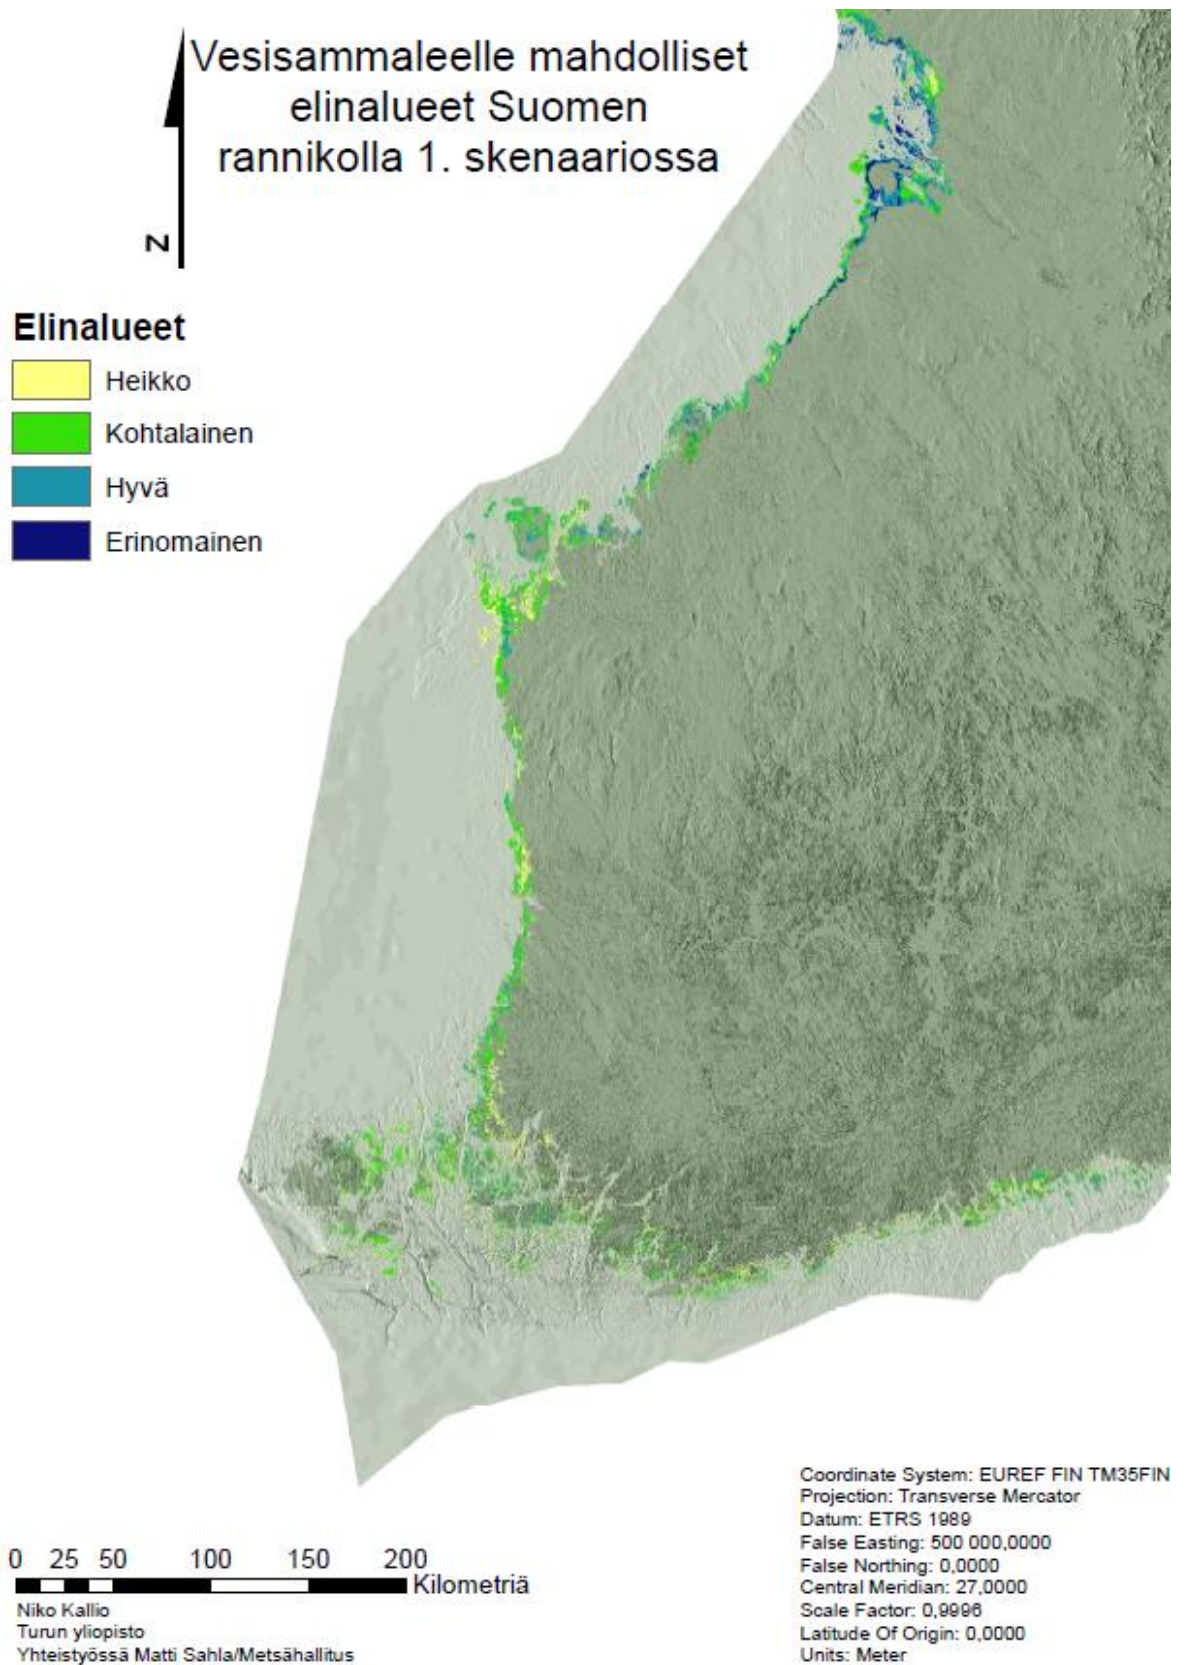 Vesisammaleelle mahdolliset
elinalueet Suomen
rannikolla 1. skenaariossa
N
Elinalueet
Heikko
Kohtalainen
Hyvä
Erinomainen
0 25 50 100 150 200
Kilometriä
Niko Kallio
Turun yliopisto
Yhteistyössä Matti Sahla/Metsähallitus
Coordinate System: EUREF FIN TM35FIN
Projection: Transverse Mercator
Datum: ETRS 1989
False Easting: 500 000,0000
False Northing: 0,0000
Central Meridian: 27,0000
Scale Factor: 0,9996
Latitude Of Origin: 0,0000
Units: Meter